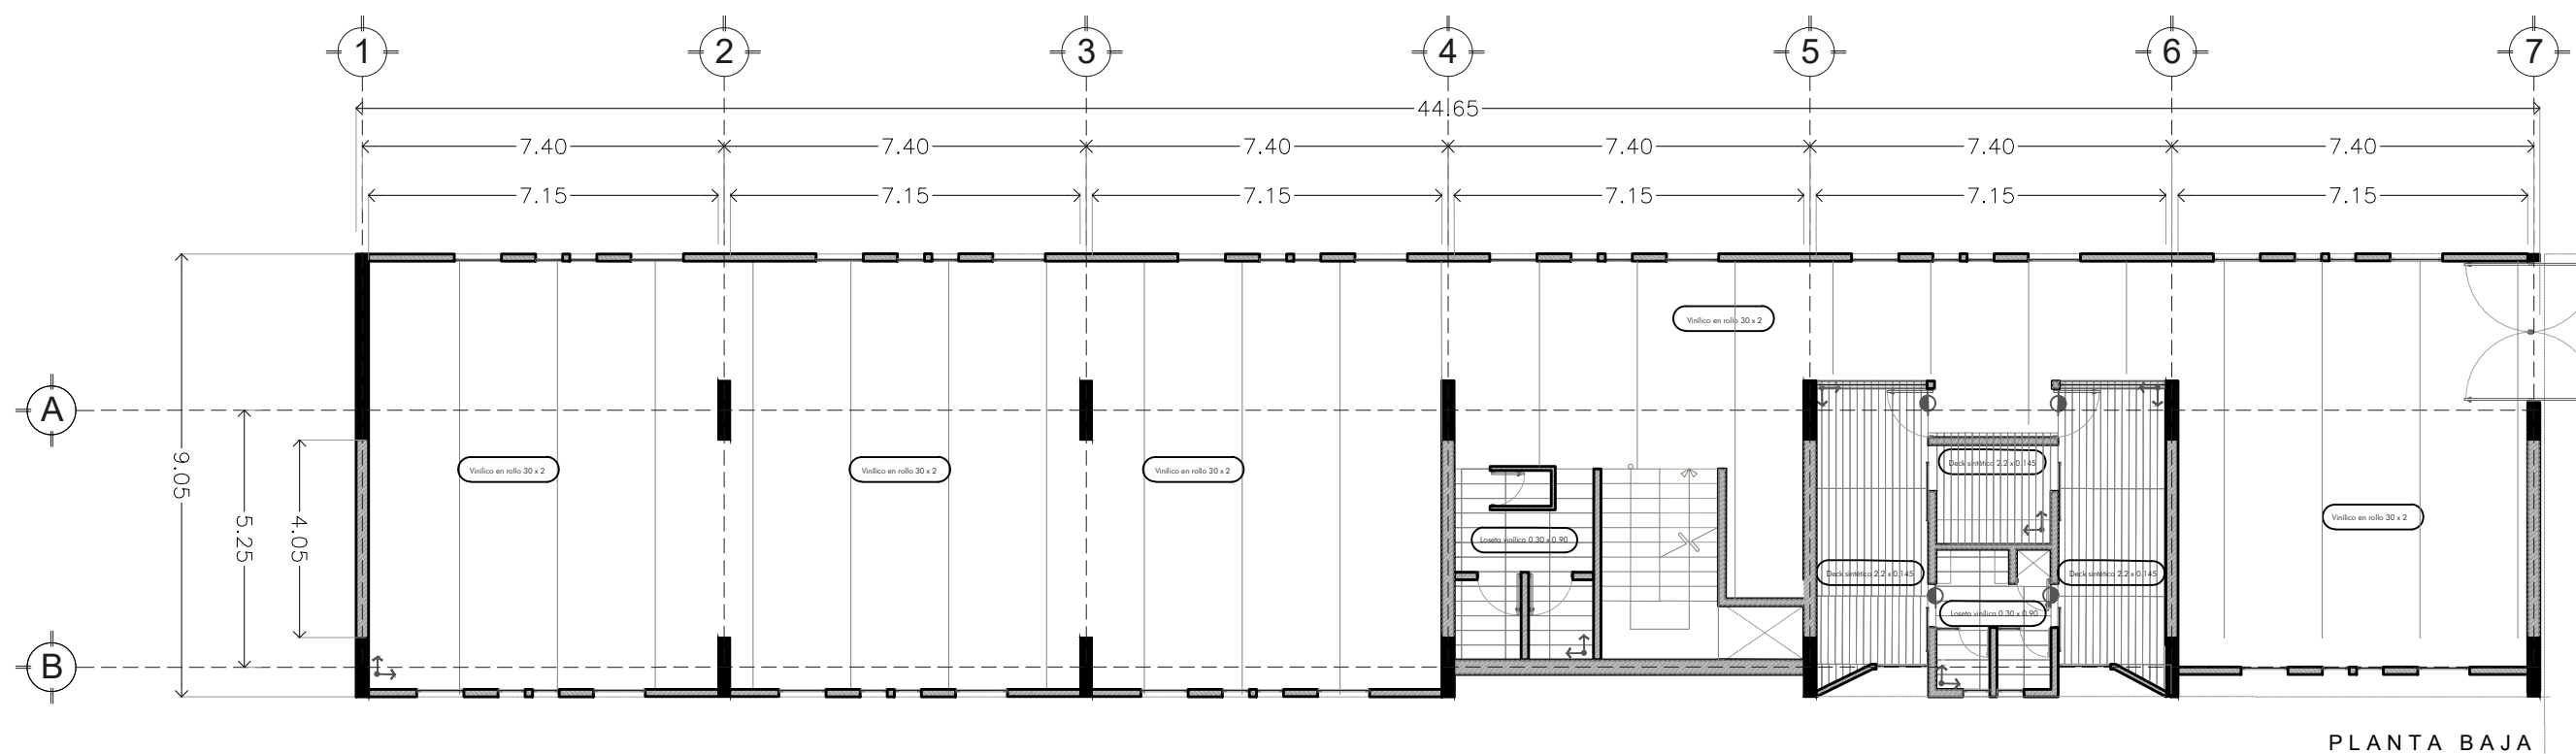 1 2 3 4 5 6 7
44.65
7.40 7.40 7.40 7.40 7.40 7.40
7.15 7.15 7.15 7.15 7.15 7.15
Vinílico en rollo 30 x 2
A
9.05
5.25
4.05
Vinílico en rollo 30 x 2
Vinílico en rollo 30 x 2
Vinílico en rollo 30 x 2
Deck sintético 2.2 x 0.145
Vinílico en rollo 30 x 2
Loseta vinílica 0.30 x 0.90
Deck sintético 2.2 x 0.145
Deck sintético 2.2 x 0.145
Loseta vinílica 0.30 x 0.90
B
PLANTA BAJA